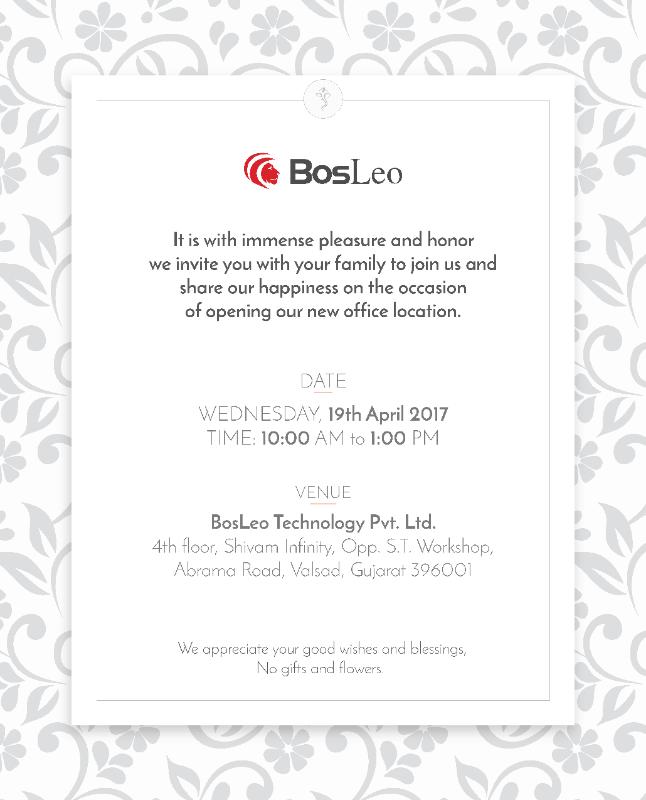 BosLeo
It is with immense pleasure and honor
we invite you with your family to join us and
share our happiness on the occasion
of opening our new office location.
DATE
WEDNESDAY, 19th April 2017
TIME: 10:00 AM to 1:00 PM
VENUE
BosLeo Technology Pvt. Ltd.
4th floor, Shivam Infinity, Opp. S.T. Workshop,
Abrama Road, Valsad, Gujarat 396001
We appreciate your good wishes and blessings,
No gifts and flowers.